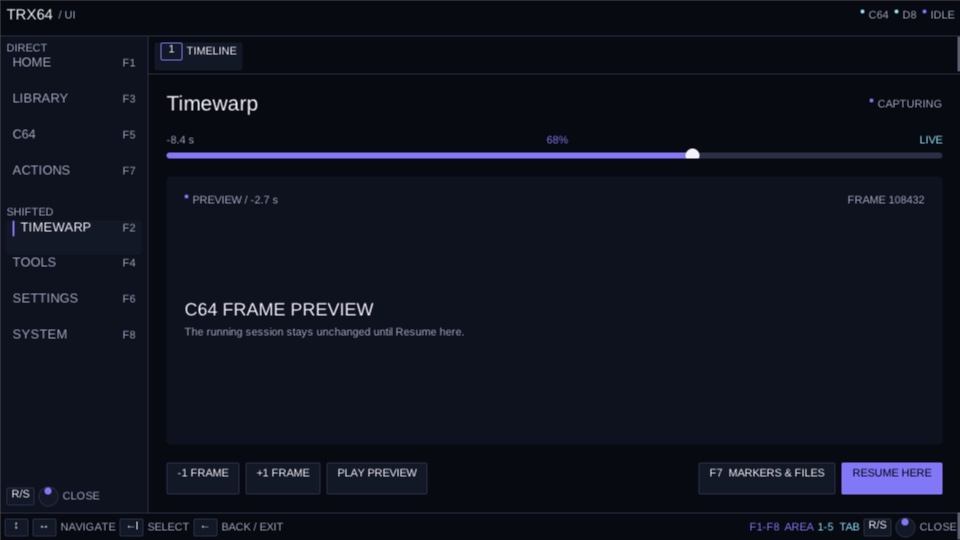 TRX64 / UI
C64 D8 IDLE
DIRECT
HOME F1
LIBRARY F3
C64 F5
ACTIONS F7
SHIFTED
TIMEWARP F2
TOOLS F4
SETTINGS F6
SYSTEM F8
R/S CLOSE
1 TIMELINE
Timewarp
CAPTURING
-8.4 s 68% LIVE
PREVIEW / -2.7 s FRAME 108432
C64 FRAME PREVIEW
The running session stays unchanged until Resume here.
-1 FRAME +1 FRAME PLAY PREVIEW F7 MARKERS & FILES RESUME HERE
↕ ↔ NAVIGATE ←I SELECT ← BACK / EXIT F1-F8 AREA 1-5 TAB R/S CLOSE